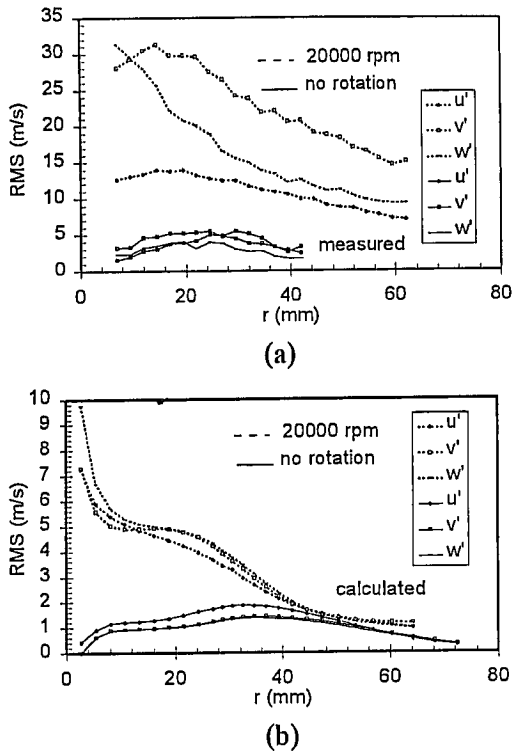 35
30
25
20
15
10
5
0
RMS (m/s)
20000 rpm
no rotation
u'
v'
w'
u'
v'
w'
measured
0 20 40 60 80
r (mm)
(a)
10
9
8
7
6
5
4
3
2
1
0
RMS (m/s)
20000 rpm
no rotation
u'
v'
w'
u'
v'
w'
calculated
0 20 40 60 80
r (mm)
(b)